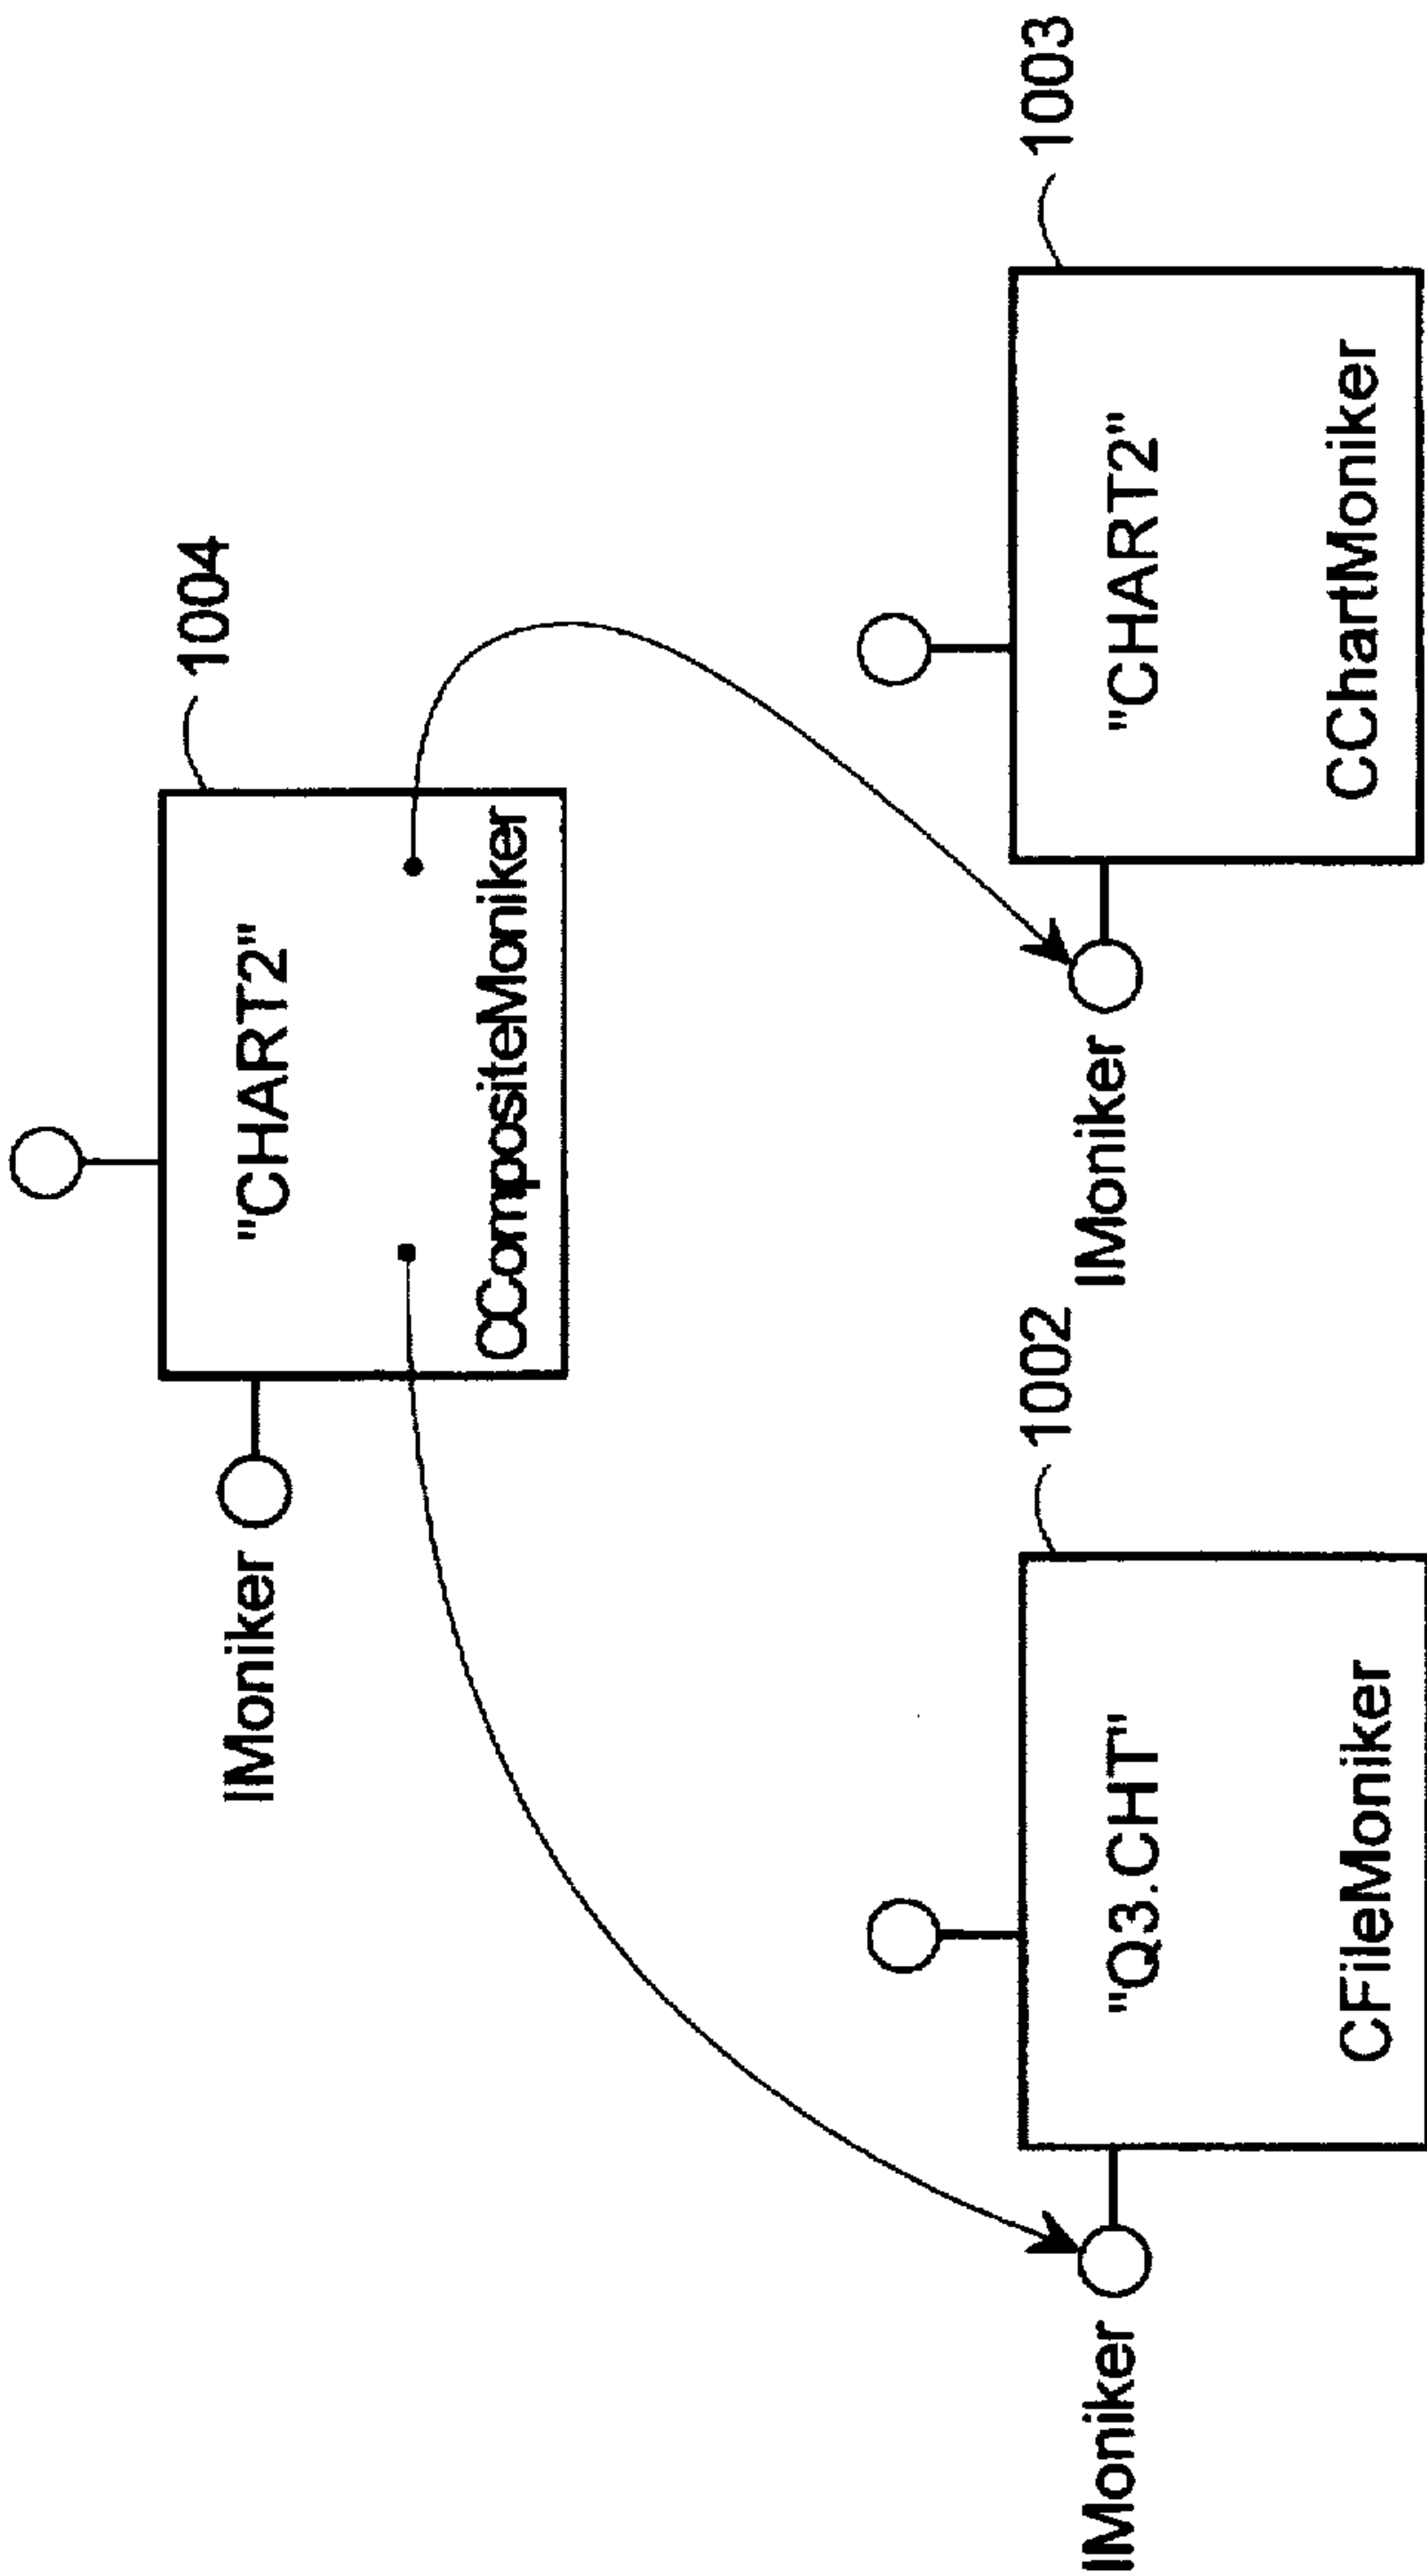 1004
IMoniker
"CHART2"
CCompositeMoniker
1002
1003
IMoniker
"Q3.CHT"
CFileMoniker
IMoniker
"CHART2"
CChartMoniker